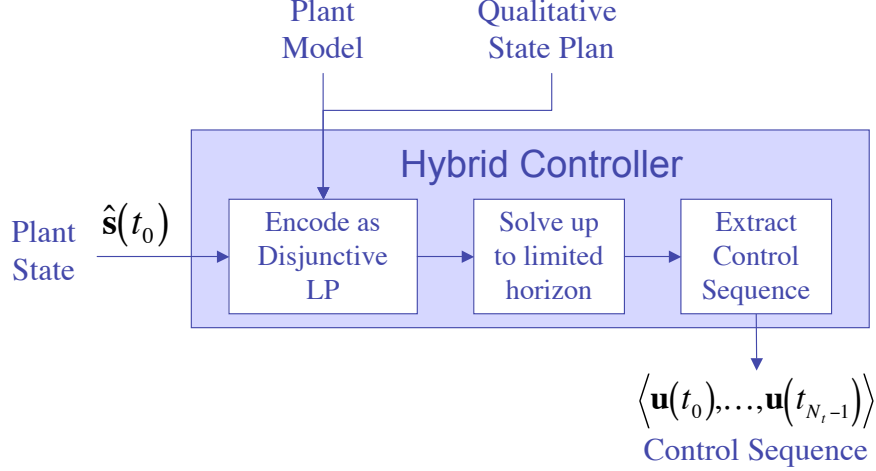 Plant
Model
Qualitative
State Plan
Hybrid Controller
Plant
State
ŝ(t₀)
Encode as
Disjunctive
LP
Solve up
to limited
horizon
Extract
Control
Sequence
⟨u(t₀),…,u(t_{N_t−1})⟩
Control Sequence